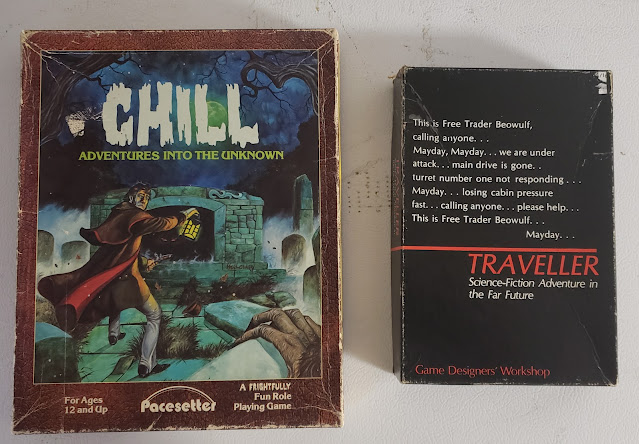 CHILL
ADVENTURES INTO THE UNKNOWN
For Ages
12 and Up
Pacesetter
A FRIGHTFULLY
Fun Role
Playing Game
This is Free Trader Beowulf,
calling anyone. . .
Mayday, Mayday. . . we are under
attack. . . main drive is gone. .
turret number one not responding . . .
Mayday. . . losing cabin pressure
fast. . . calling anyone. . . please help. . .
This is Free Trader Beowulf. . .
Mayday. . .
TRAVELLER
Science-Fiction Adventure in
the Far Future
Game Designers' Workshop